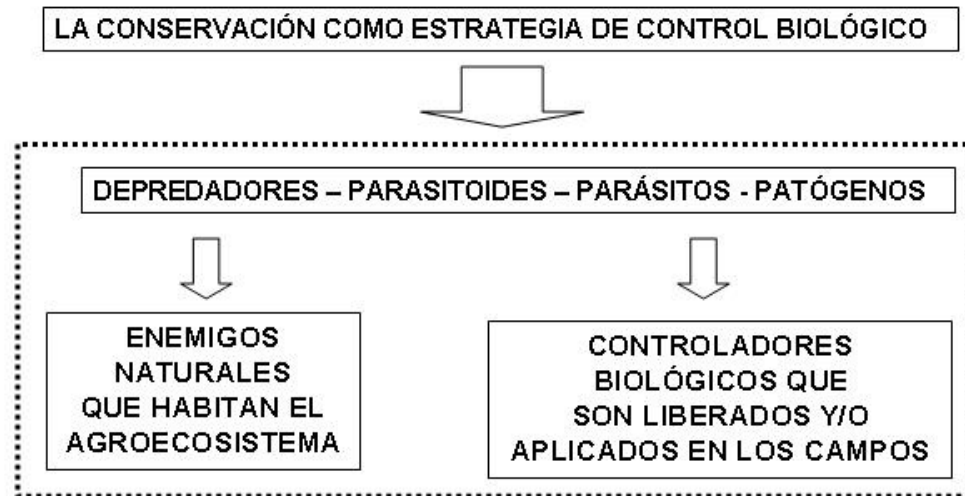 LA CONSERVACIÓN COMO ESTRATEGIA DE CONTROL BIOLÓGICO
DEPREDADORES – PARASITOIDES – PARÁSITOS - PATÓGENOS
ENEMIGOS
NATURALES
QUE HABITAN EL
AGROECOSISTEMA
CONTROLADORES
BIOLÓGICOS QUE
SON LIBERADOS Y/O
APLICADOS EN LOS CAMPOS